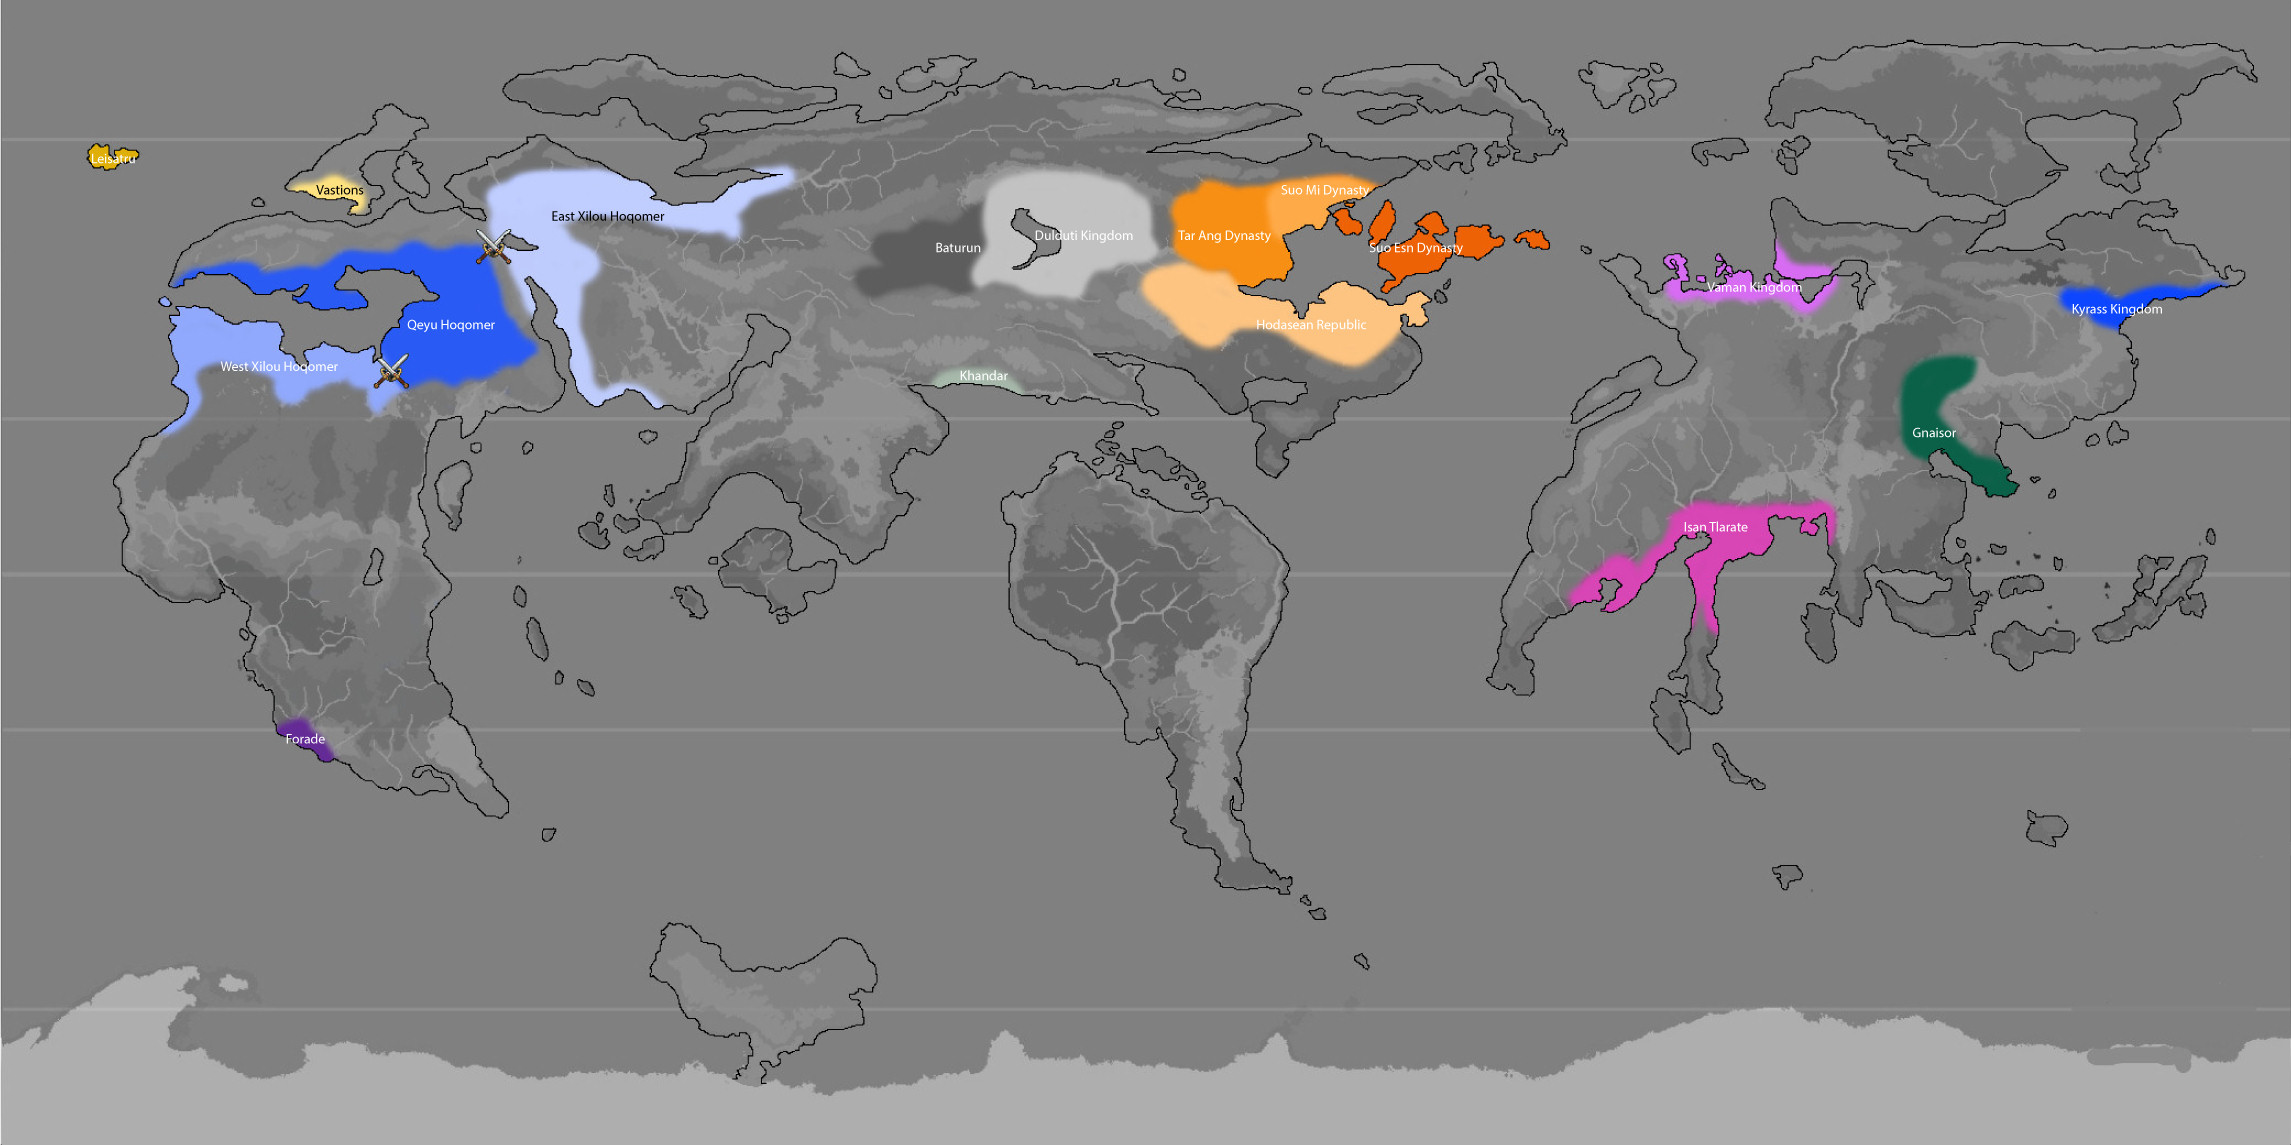 Leisatru
Vastions
East Xilou Hoqomer
Suo Mi Dynasty
Baturun
Dulduti Kingdom
Tar Ang Dynasty
Suo Esn Dynasty
Vaman Kingdom
Kyrass Kingdom
Qeyu Hoqomer
Hodasean Republic
West Xilou Hoqomer
Khandar
Gnaisor
Isan Tlarate
Forade